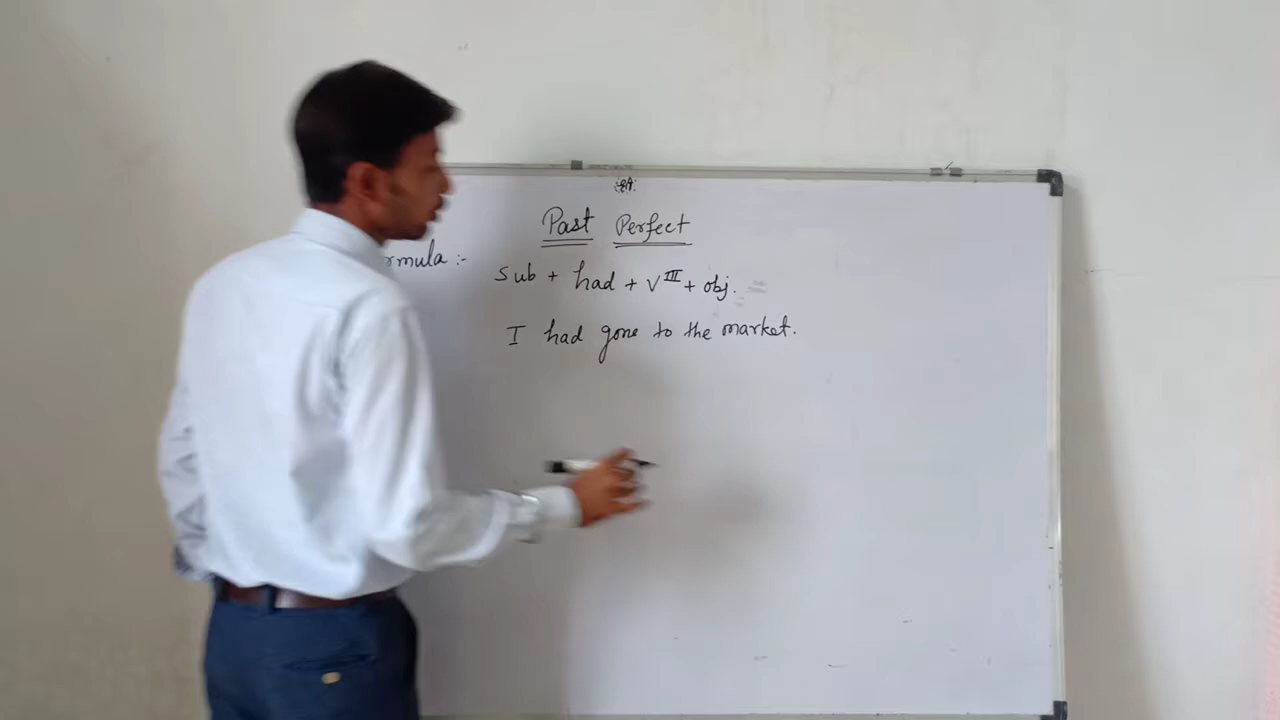 Past Perfect
rmula :-
Sub + had + V III + obj.
I had gone to the market.